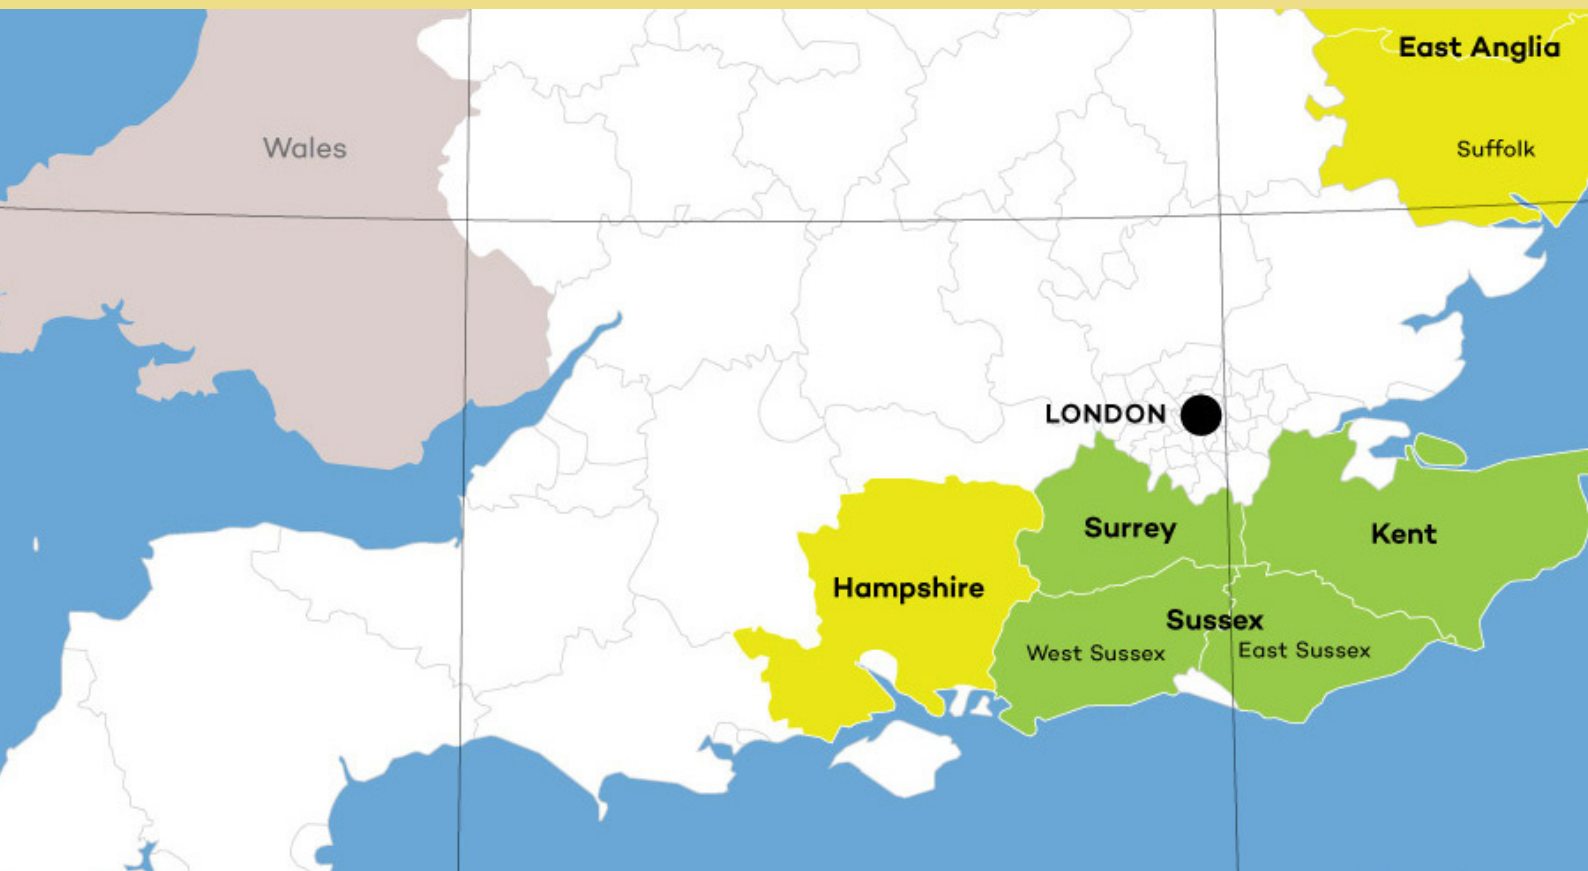 East Anglia
Wales
Suffolk
LONDON
Surrey
Kent
Hampshire
Sussex
West Sussex
East Sussex